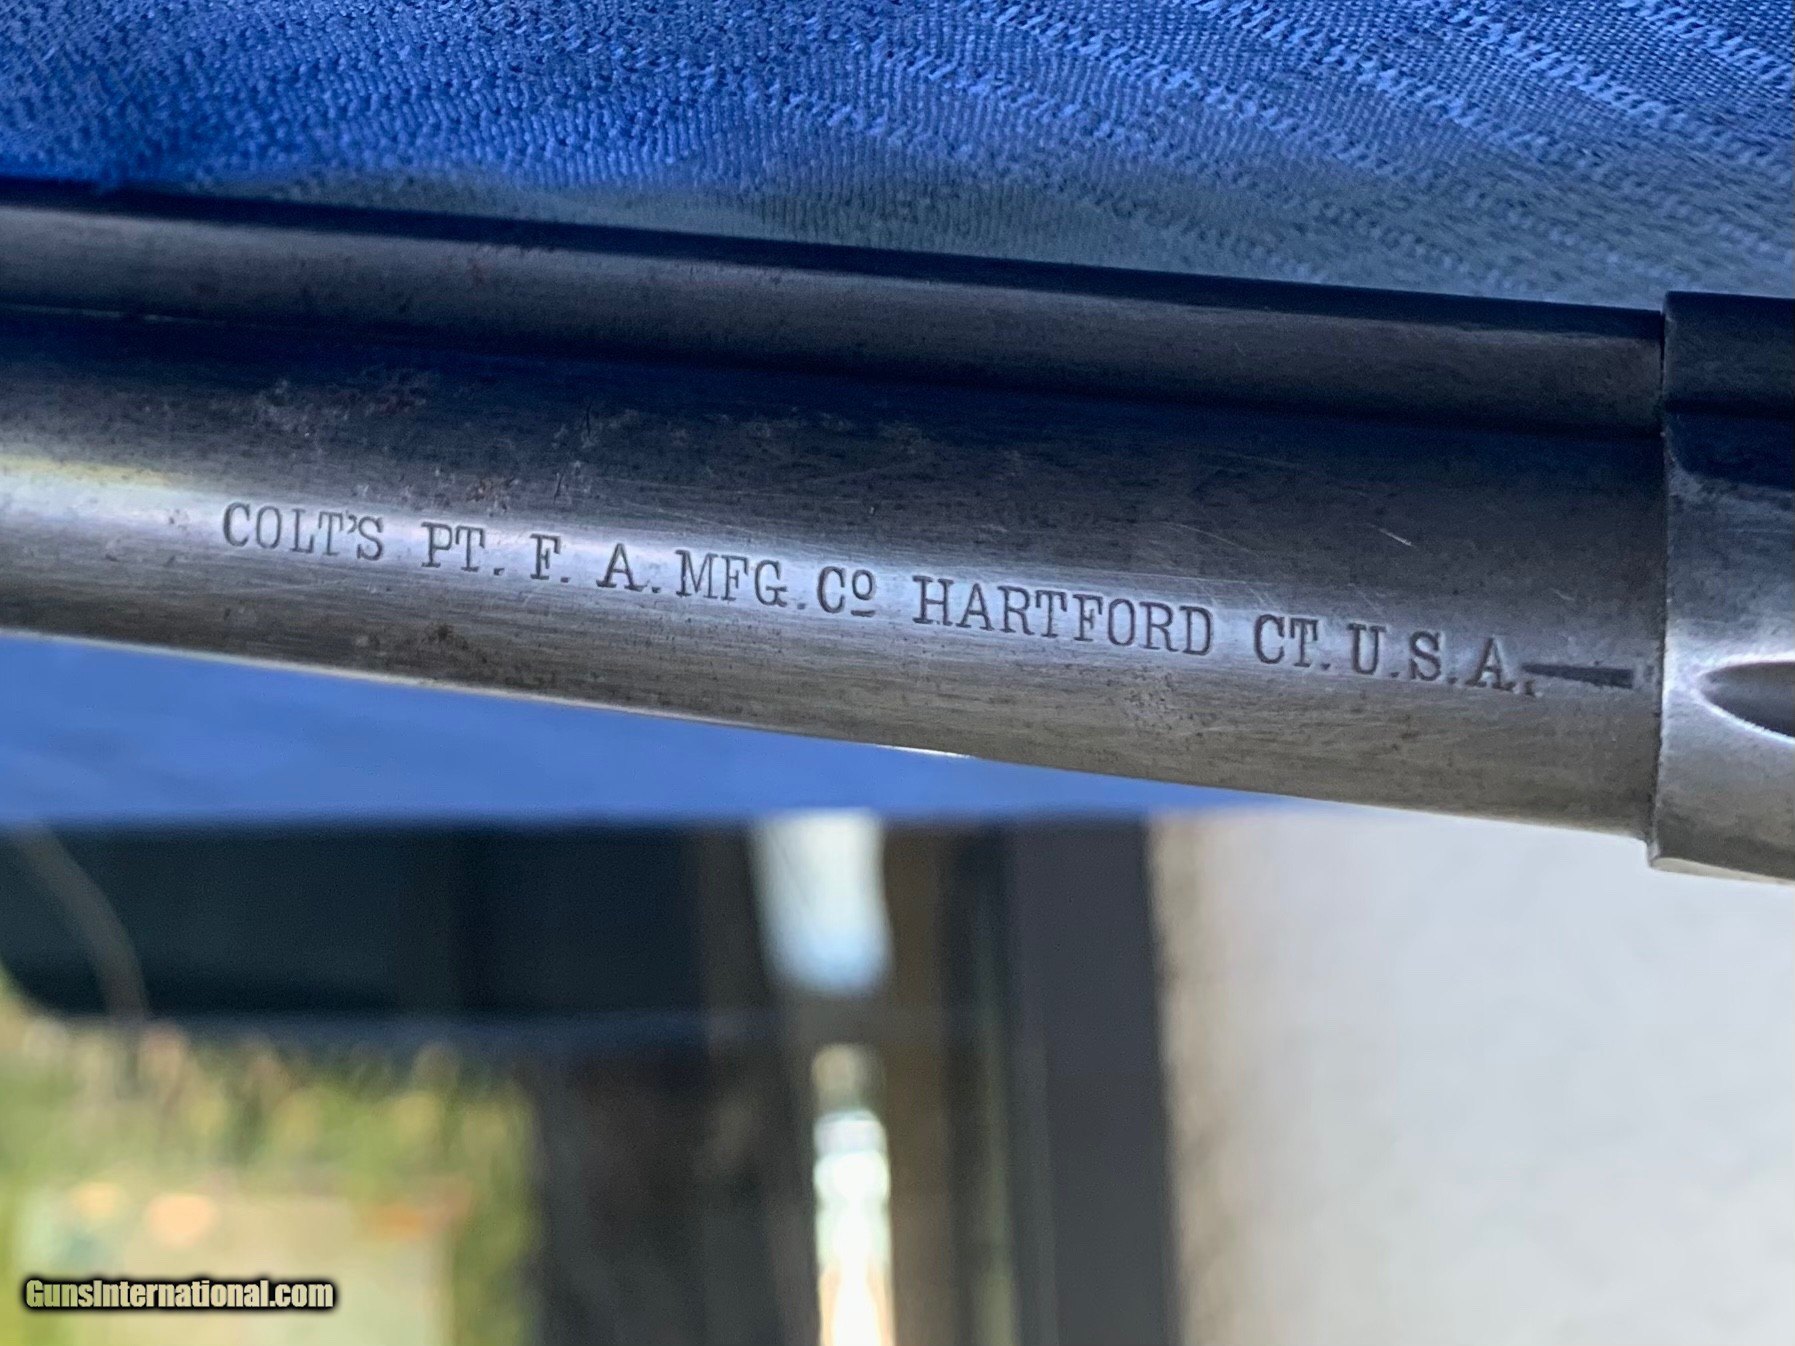 COLT'S PT. F. A. MFG. Cº HARTFORD CT. U.S.A.
GunsInternational.com